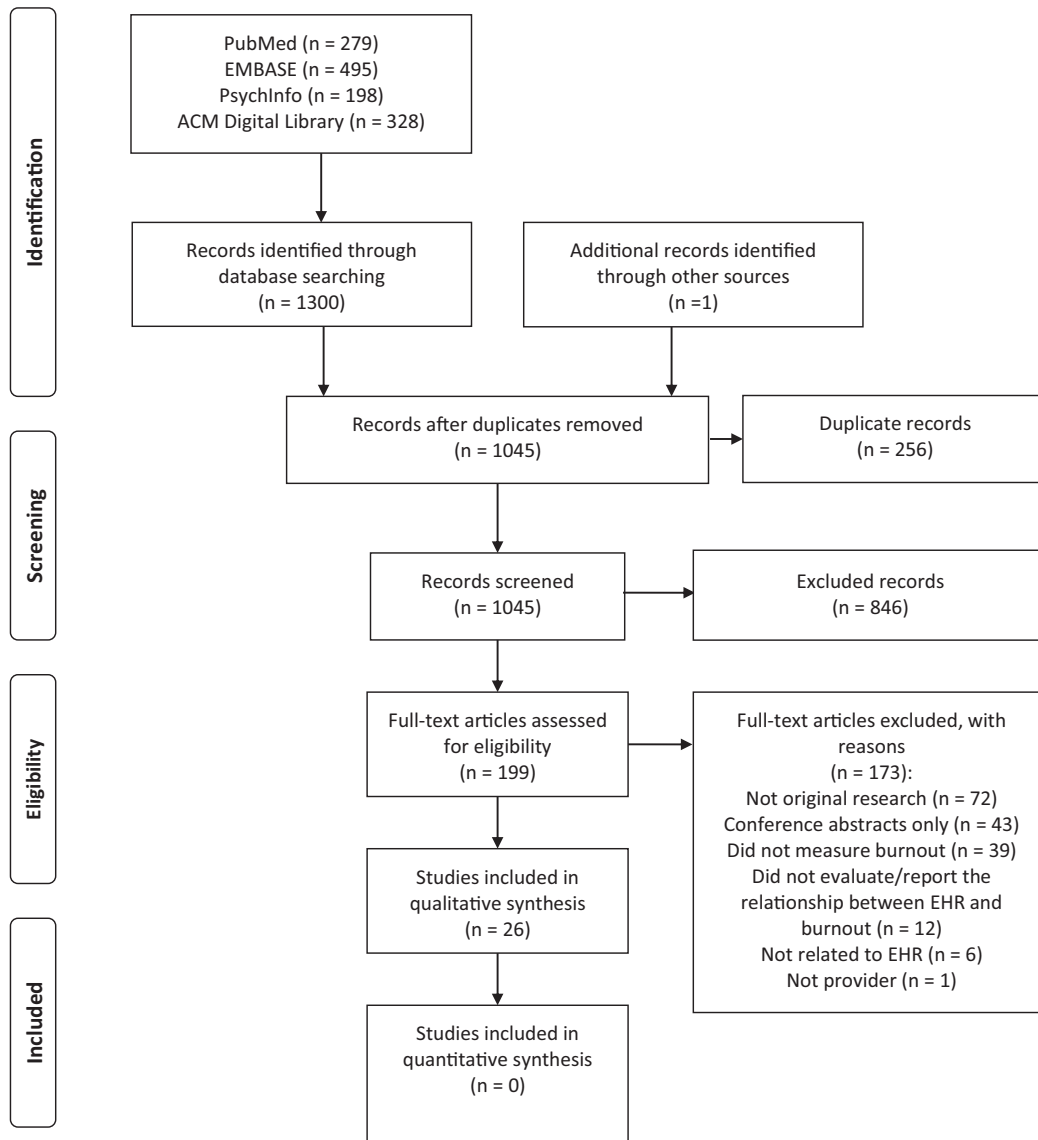 Identification
PubMed (n = 279)
EMBASE (n = 495)
PsychInfo (n = 198)
ACM Digital Library (n = 328)
Records identified through
database searching
(n = 1300)
Additional records identified
through other sources
(n =1)
Records after duplicates removed
(n = 1045)
Duplicate records
(n = 256)
Screening
Records screened
(n = 1045)
Excluded records
(n = 846)
Eligibility
Full-text articles assessed
for eligibility
(n = 199)
Full-text articles excluded, with
reasons
(n = 173):
Not original research (n = 72)
Conference abstracts only (n = 43)
Did not measure burnout (n = 39)
Did not evaluate/report the
relationship between EHR and
burnout (n = 12)
Not related to EHR (n = 6)
Not provider (n = 1)
Studies included in
qualitative synthesis
(n = 26)
Included
Studies included in
quantitative synthesis
(n = 0)